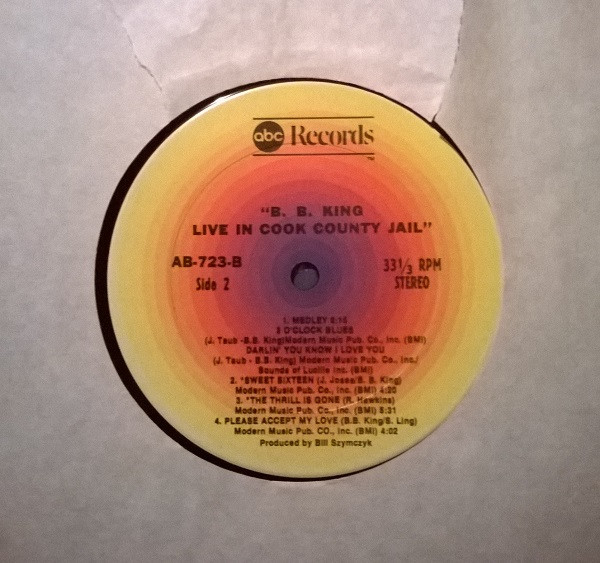 abc Records
"B. B. KING
LIVE IN COOK COUNTY JAIL"
AB-723-B
Side 2
33⅓ RPM
STEREO
1. MEDLEY 6:15
3 O'CLOCK BLUES
(J. Taub - B.B. King) Modern Music Pub. Co., Inc. (BMI)
DARLIN' YOU KNOW I LOVE YOU
(J. Taub - B.B. King) Modern Music Pub. Co., Inc./
Sounds of Lucille Inc. (BMI)
2. *SWEET SIXTEEN (J. Josea/B. B. King)
Modern Music Pub. Co., Inc. (BMI) 4:20
3. *THE THRILL IS GONE (R. Hawkins)
Modern Music Pub. Co., Inc. (BMI) 5:31
4. PLEASE ACCEPT MY LOVE (B.B. King/S. Ling)
Modern Music Pub. CO., Inc. (BMI) 4:02
Produced by Bill Szymczyk